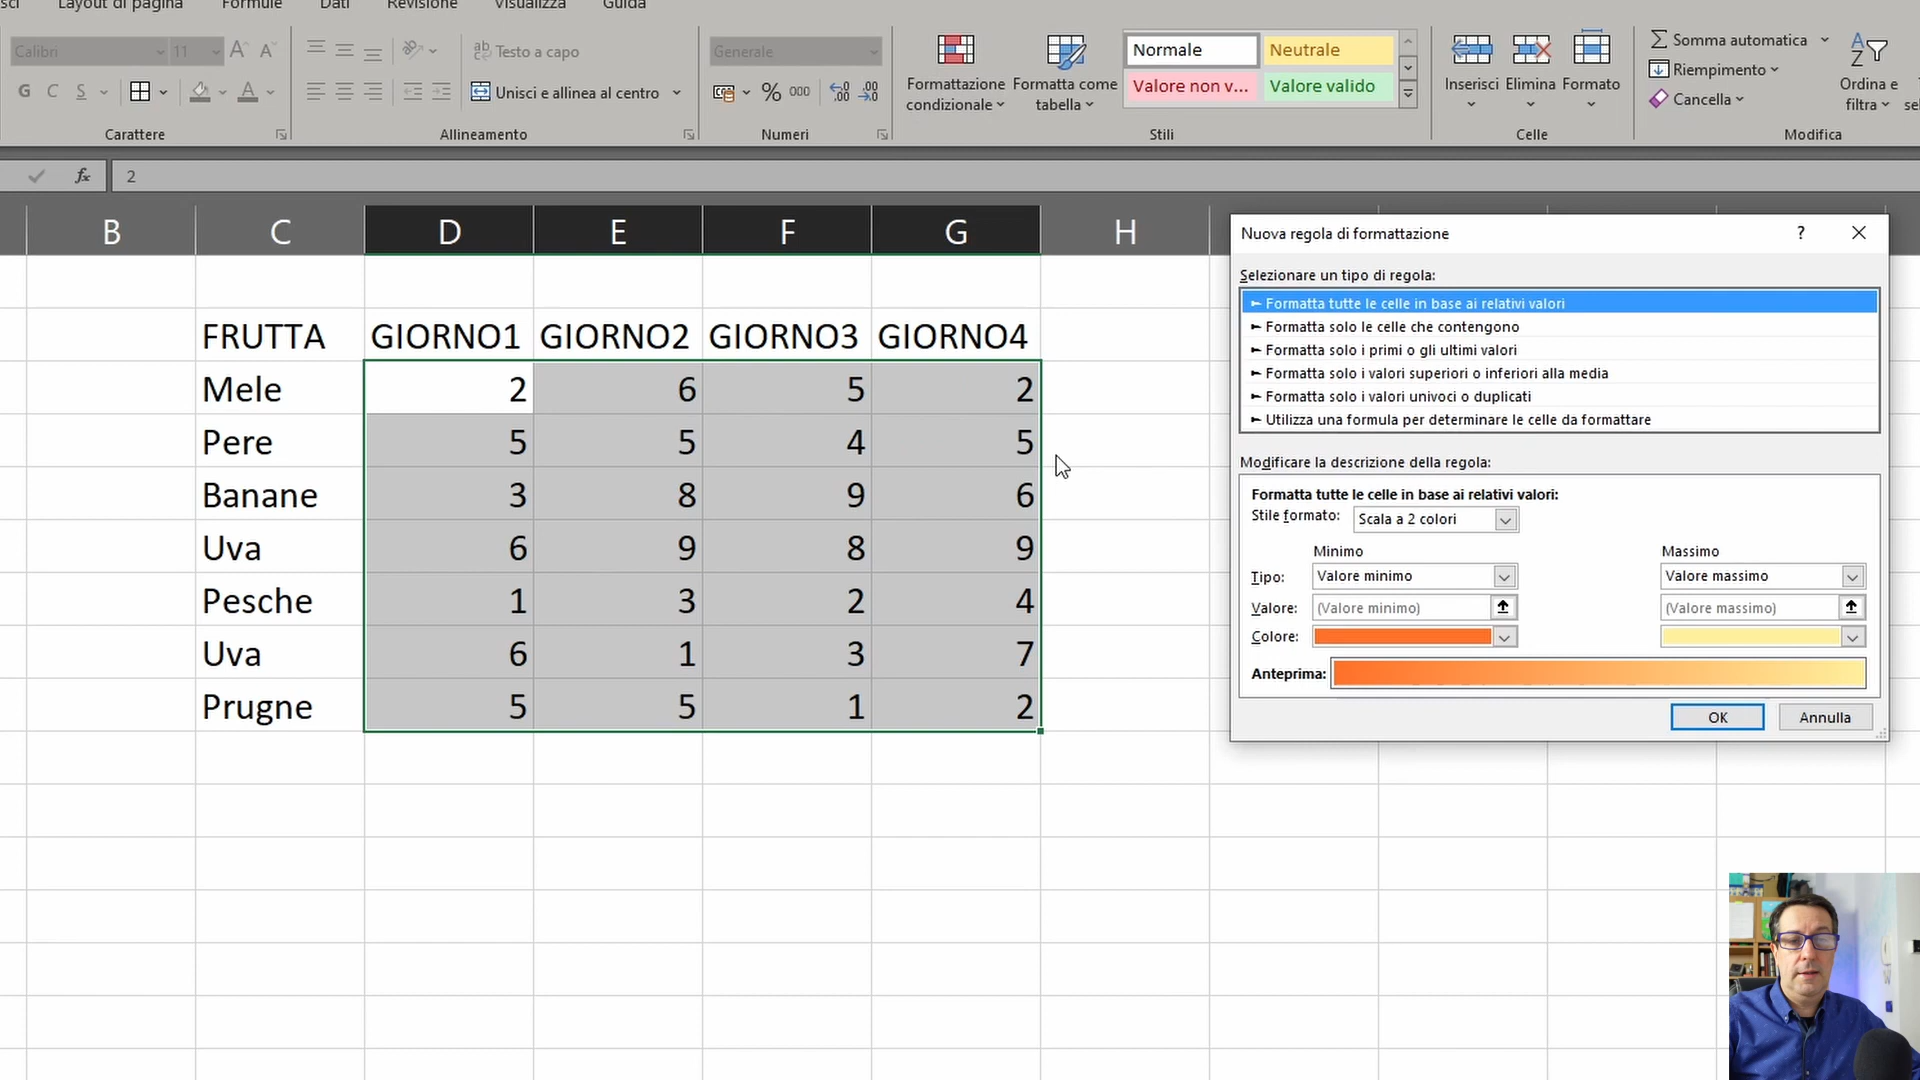 Layout di pagina Formule Dati Revisione Visualizza Guida
Calibri 11 A A ab Testo a capo Generale Normale Neutrale Somma automatica
Formattazione condizionale Formatta come tabella Inserisci Elimina Formato Riempimento Ordina e filtra
G C S A Unisci e allinea al centro % 000 Valore non v... Valore valido Cancella
Carattere Allineamento Numeri Stili Celle Modifica
fx 2
B C D E F G H
FRUTTA GIORNO1 GIORNO2 GIORNO3 GIORNO4
Mele 2 6 5 2
Pere 5 5 4 5
Banane 3 8 9 6
Uva 6 9 8 9
Pesche 1 3 2 4
Uva 6 1 3 7
Prugne 5 5 1 2
Nuova regola di formattazione ?
Selezionare un tipo di regola:
► Formatta tutte le celle in base ai relativi valori
► Formatta solo le celle che contengono
► Formatta solo i primi o gli ultimi valori
► Formatta solo i valori superiori o inferiori alla media
► Formatta solo i valori univoci o duplicati
► Utilizza una formula per determinare le celle da formattare
Modificare la descrizione della regola:
Formatta tutte le celle in base ai relativi valori:
Stile formato: Scala a 2 colori
Minimo Massimo
Tipo: Valore minimo Valore massimo
Valore: (Valore minimo) (Valore massimo)
Colore:
Anteprima:
OK Annulla